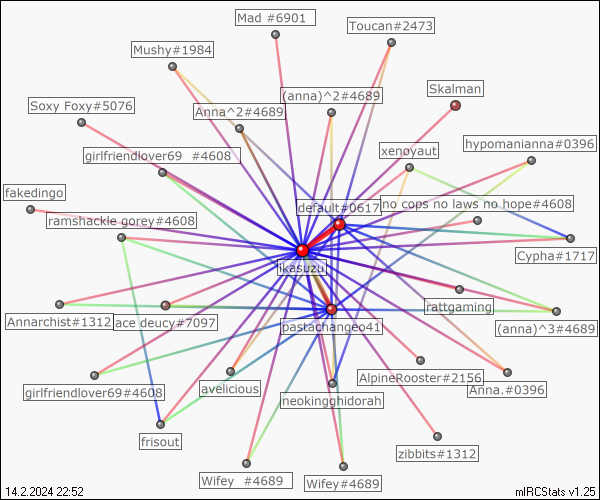 Mad #6901
Toucan#2473
Mushy#1984
Skalman
(anna)^2#4689
Soxy Foxy#5076
Anna^2#4689
hypomanianna#0396
xenoyaut
girlfriendlover69 #4608
fakedingo
default#0617
no cops no laws no hope#4608
ramshackle gorey#4608
Cypha#1717
ikasuzu
rattgaming
Annarchist#1312
ace deucy#7097
pastachangeo41
(anna)^3#4689
AlpineRooster#2156
girlfriendlover69#4608
avelicious
neokingghidorah
Anna.#0396
frisout
zibbits#1312
Wifey #4689
Wifey#4689
14.2.2024 22:52
mIRCStats v1.25